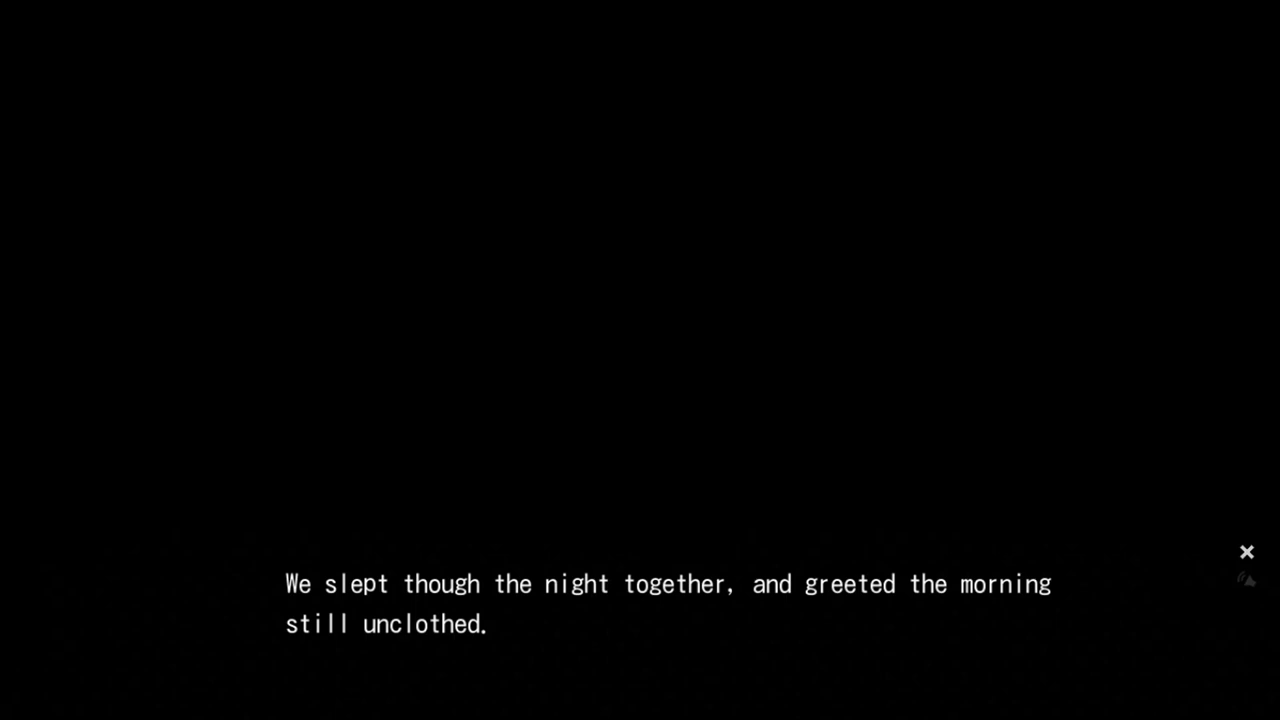 We slept though the night together, and greeted the morning
still unclothed.